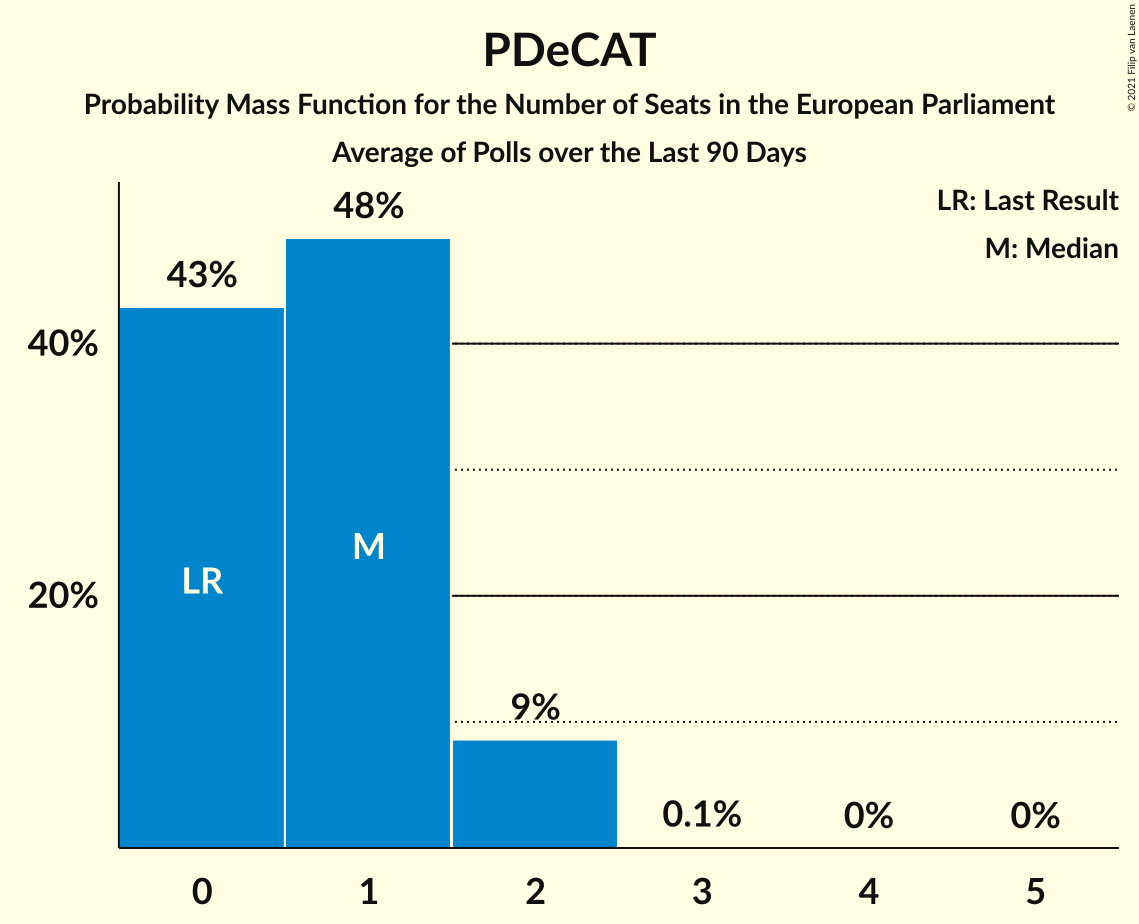 PDeCAT
Probability Mass Function for the Number of Seats in the European Parliament
Average of Polls over the Last 90 Days
© 2021 Filip van Laenen
LR: Last Result
M: Median
48%
43%
40%
M
LR
20%
9%
0.1%
0%
0%
0
1
2
3
4
5